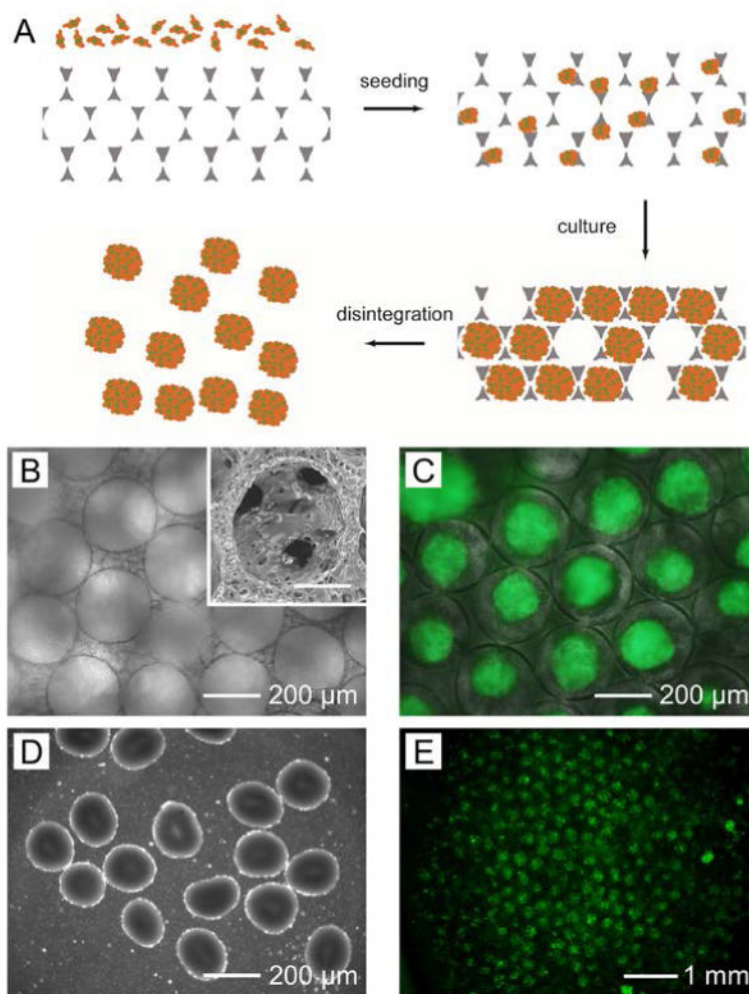 A
seeding
culture
disintegration
B
200 μm
C
200 μm
D
200 μm
E
1 mm